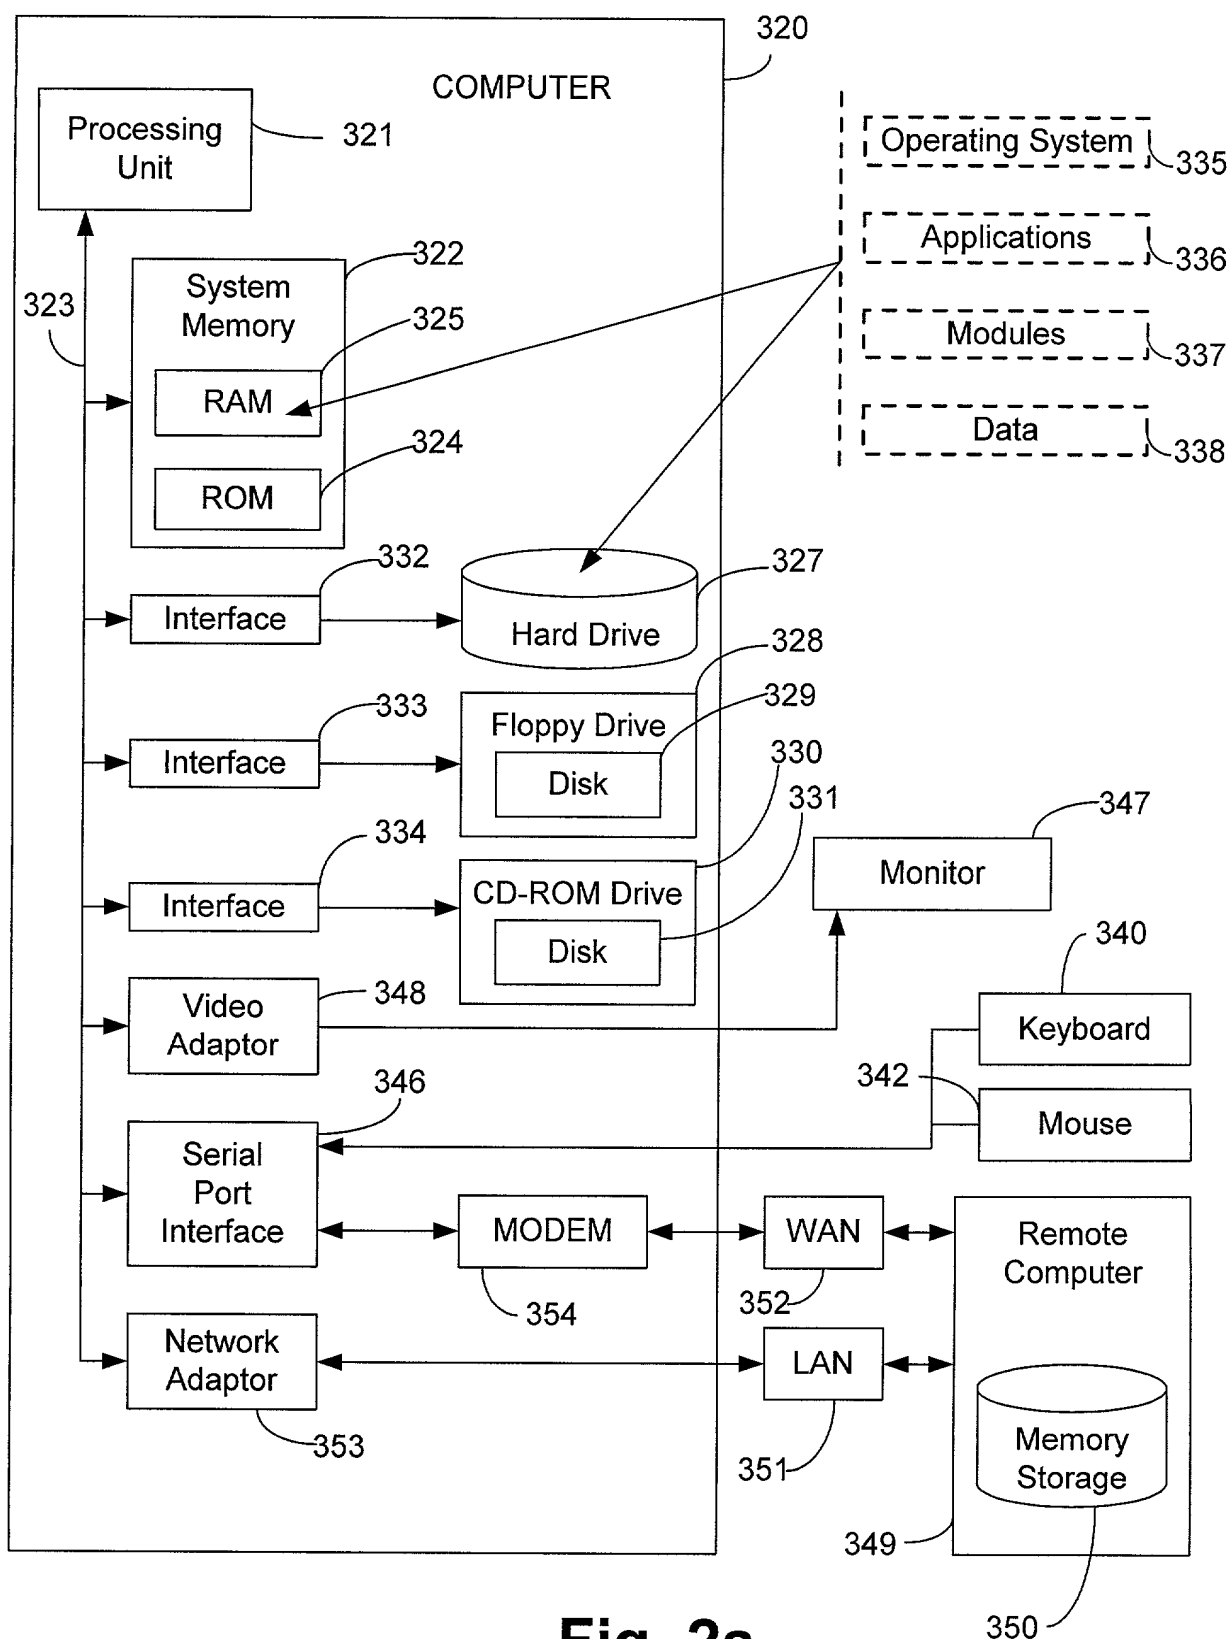 320
COMPUTER
Processing
Unit
321
Operating System
335
Applications
336
Modules
337
Data
338
323
322
System
Memory
325
RAM
324
ROM
332
Interface
327
Hard Drive
328
333
Interface
329
Floppy Drive
Disk
330
331
334
Interface
CD-ROM Drive
Disk
347
Monitor
340
Keyboard
342
Mouse
348
Video
Adaptor
346
Serial
Port
Interface
MODEM
354
WAN
352
Remote
Computer
Network
Adaptor
353
LAN
351
Memory
Storage
349
350
Fig. 2a